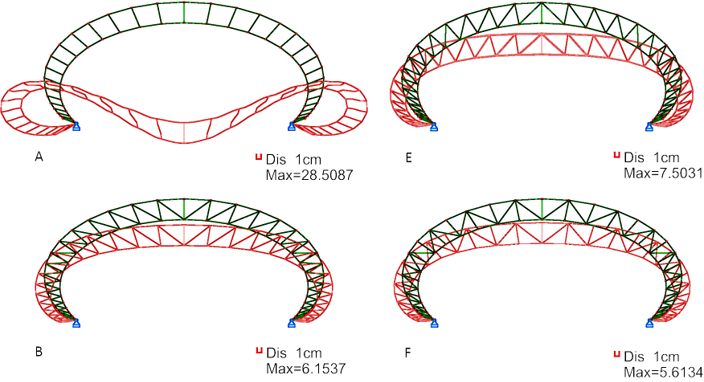 A
Dis 1cm
Max=28.5087
E
Dis 1cm
Max=7.5031
B
Dis 1cm
Max=6.1537
F
Dis 1cm
Max=5.6134